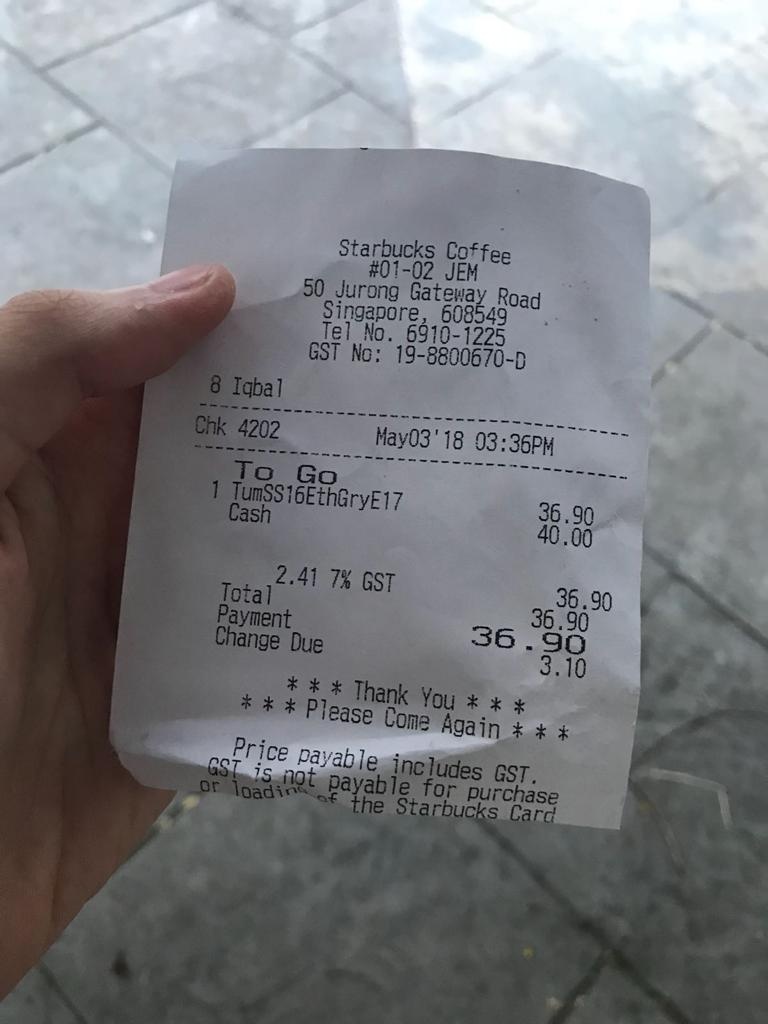 Starbucks Coffee
#01-02 JEM
50 Jurong Gateway Road
Singapore, 608549
Tel No. 6910-1225
GST No: 19-8800670-D
8 Iqbal
Chk 4202 May03'18 03:36PM
To Go
1 TumSS16EthGryE17 36.90
Cash 40.00
2.41 7% GST 36.90
Total 36.90
Payment 36.90
Change Due 3.10
* * * Thank You * * *
* * * Please Come Again * * *
Price payable includes GST.
GST is not payable for purchase
or loading of the Starbucks Card